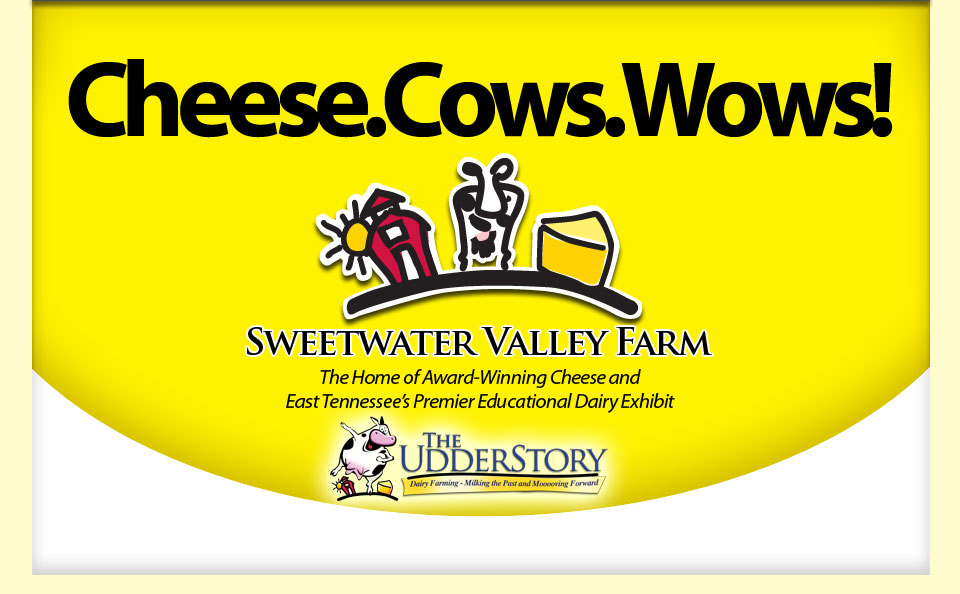 Cheese.Cows.Wows!
Sweetwater Valley Farm
The Home of Award-Winning Cheese and
East Tennessee's Premier Educational Dairy Exhibit
The
UdderStory
Dairy Farming - Milking the Past and Mooooving Forward